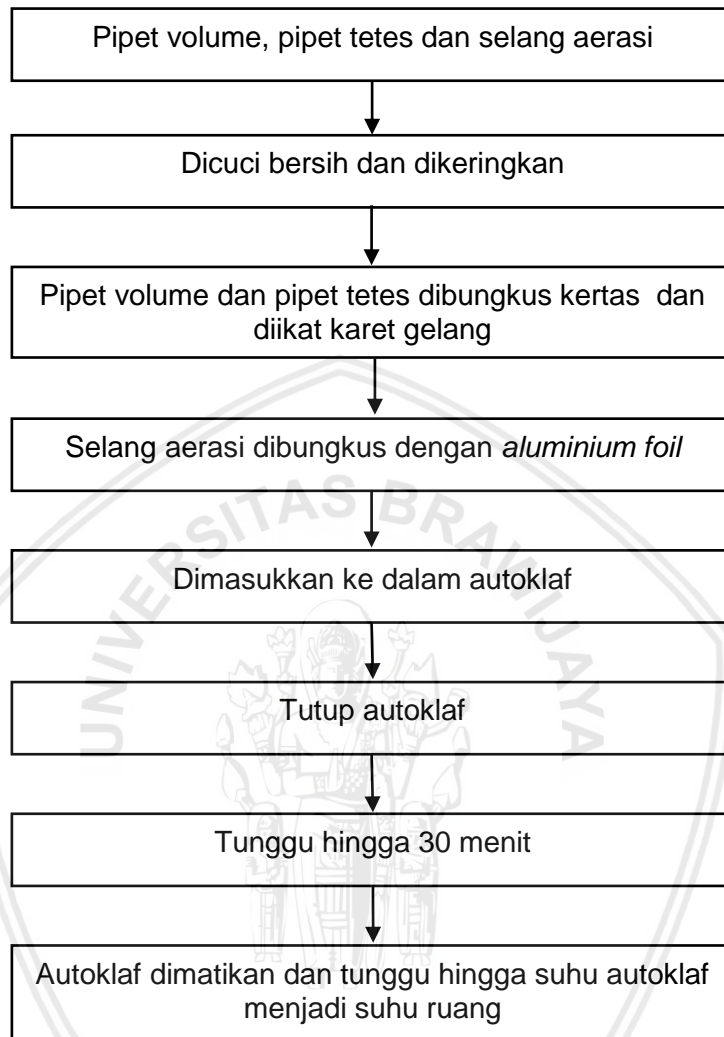 Pipet volume, pipet tetes dan selang aerasi
Dicuci bersih dan dikeringkan
Pipet volume dan pipet tetes dibungkus kertas dan
diikat karet gelang
Selang aerasi dibungkus dengan aluminium foil
Dimasukkan ke dalam autoklaf
Tutup autoklaf
Tunggu hingga 30 menit
Autoklaf dimatikan dan tunggu hingga suhu autoklaf
menjadi suhu ruang
UNIVERSITAS BRAWIJAYA